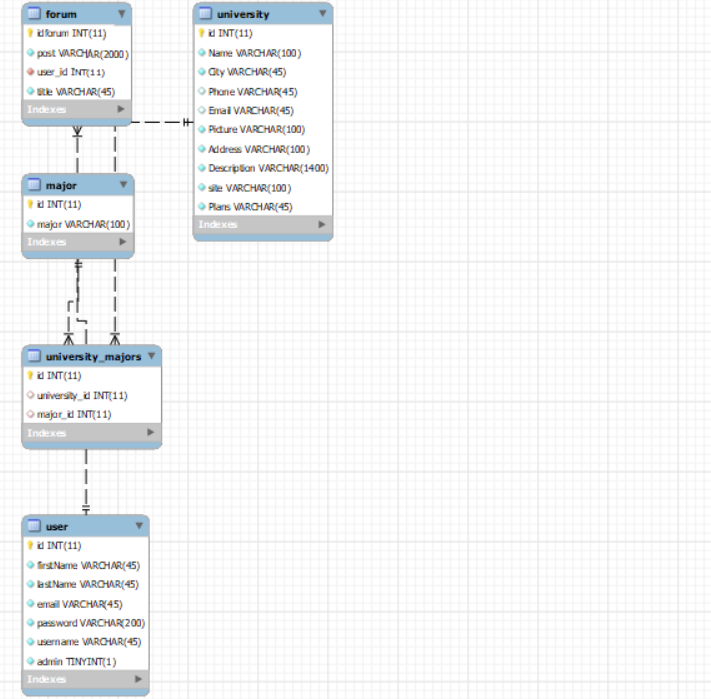 forum
idforum INT(11)
post VARCHAR(2000)
user_id INT(11)
title VARCHAR(45)
Indexes
university
id INT(11)
Name VARCHAR(100)
City VARCHAR(45)
Phone VARCHAR(45)
Email VARCHAR(45)
Picture VARCHAR(100)
Address VARCHAR(100)
Description VARCHAR(1400)
site VARCHAR(100)
Plans VARCHAR(45)
Indexes
major
id INT(11)
major VARCHAR(100)
Indexes
university_majors
id INT(11)
university_id INT(11)
major_id INT(11)
Indexes
user
id INT(11)
firstName VARCHAR(45)
lastName VARCHAR(45)
email VARCHAR(45)
password VARCHAR(200)
username VARCHAR(45)
admin TINYINT(1)
Indexes